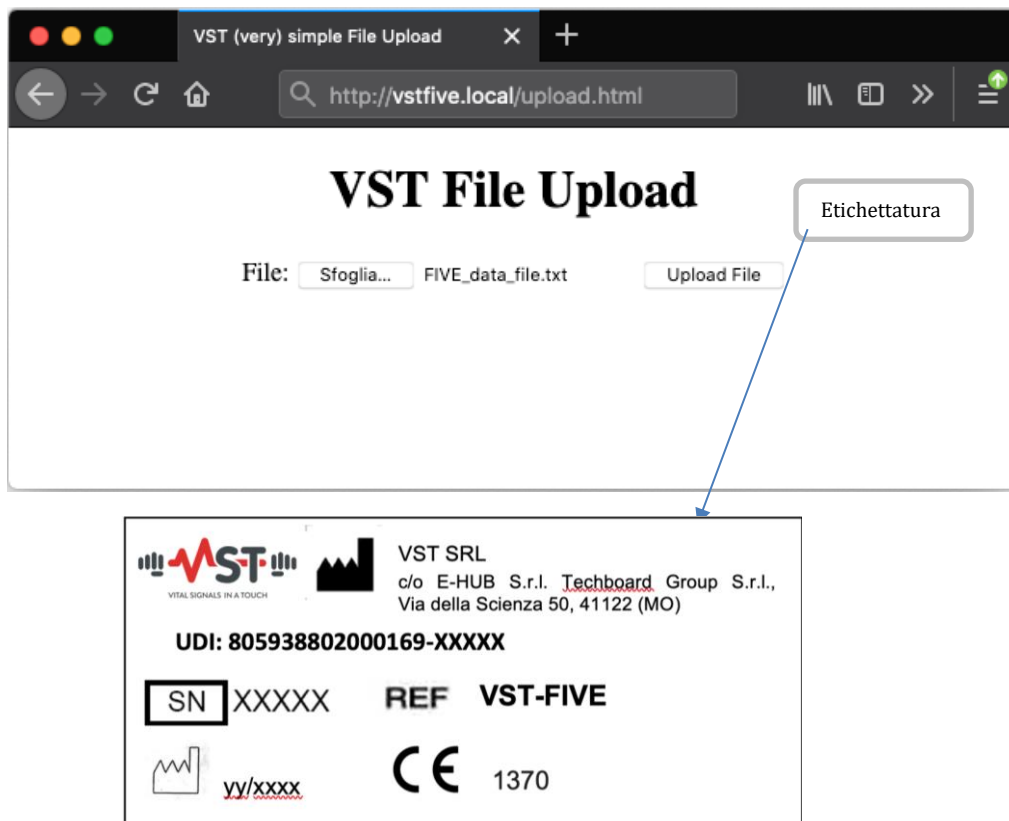 VST (very) simple File Upload
http://vstfive.local/upload.html
VST File Upload
Etichettatura
File: Sfoglia... FIVE_data_file.txt Upload File
VST
VITAL SIGNALS IN A TOUCH
VST SRL
c/o E-HUB S.r.l. Techboard Group S.r.l.,
Via della Scienza 50, 41122 (MO)
UDI: 805938802000169-XXXXX
SN XXXXX REF VST-FIVE
yy/xxxx CE 1370